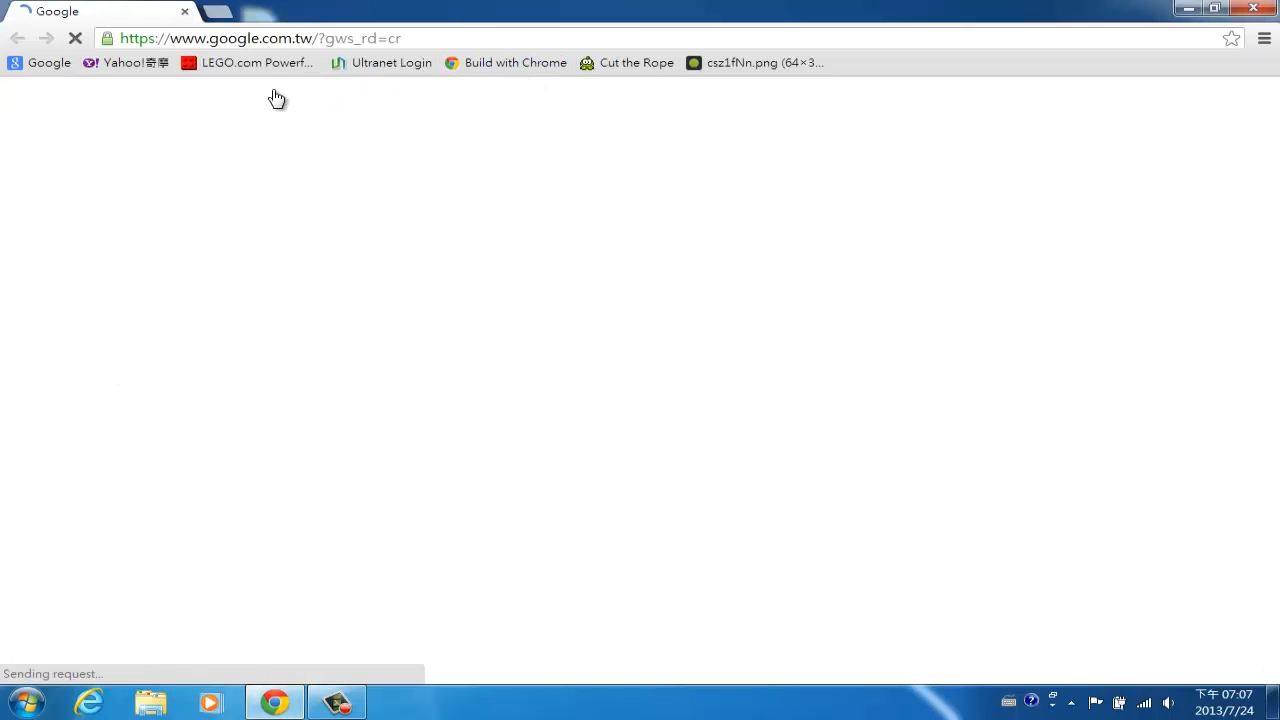 Google
https://www.google.com.tw/?gws_rd=cr
Google Yahoo!奇摩 LEGO.com Powerf... Ultranet Login Build with Chrome Cut the Rope csz1fNn.png (64×3...
Sending request...
下午 07:07
2013/7/24